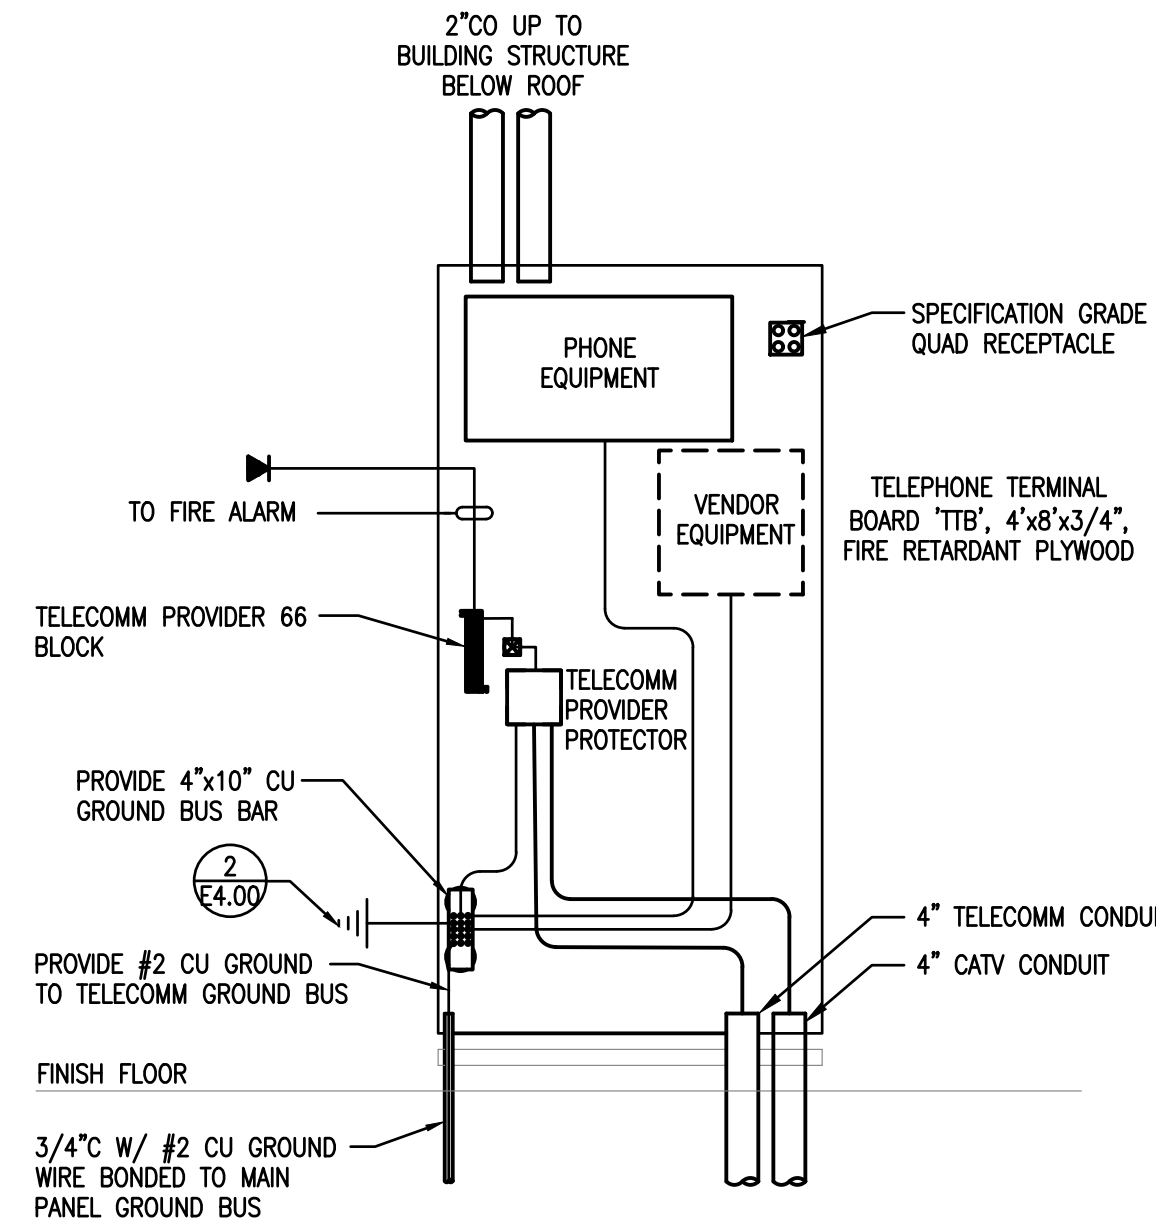 2"CO UP TO
BUILDING STRUCTURE
BELOW ROOF
PHONE
EQUIPMENT
SPECIFICATION GRADE
QUAD RECEPTACLE
TO FIRE ALARM
VENDOR
EQUIPMENT
TELEPHONE TERMINAL
BOARD 'TTB', 4'x8'x3/4",
FIRE RETARDANT PLYWOOD
TELECOMM PROVIDER 66
BLOCK
TELECOMM
PROVIDER
PROTECTOR
PROVIDE 4"x10" CU
GROUND BUS BAR
2
E4.00
4" TELECOMM CONDUI
4" CATV CONDUIT
PROVIDE #2 CU GROUND
TO TELECOMM GROUND BUS
FINISH FLOOR
3/4"C W/ #2 CU GROUND
WIRE BONDED TO MAIN
PANEL GROUND BUS